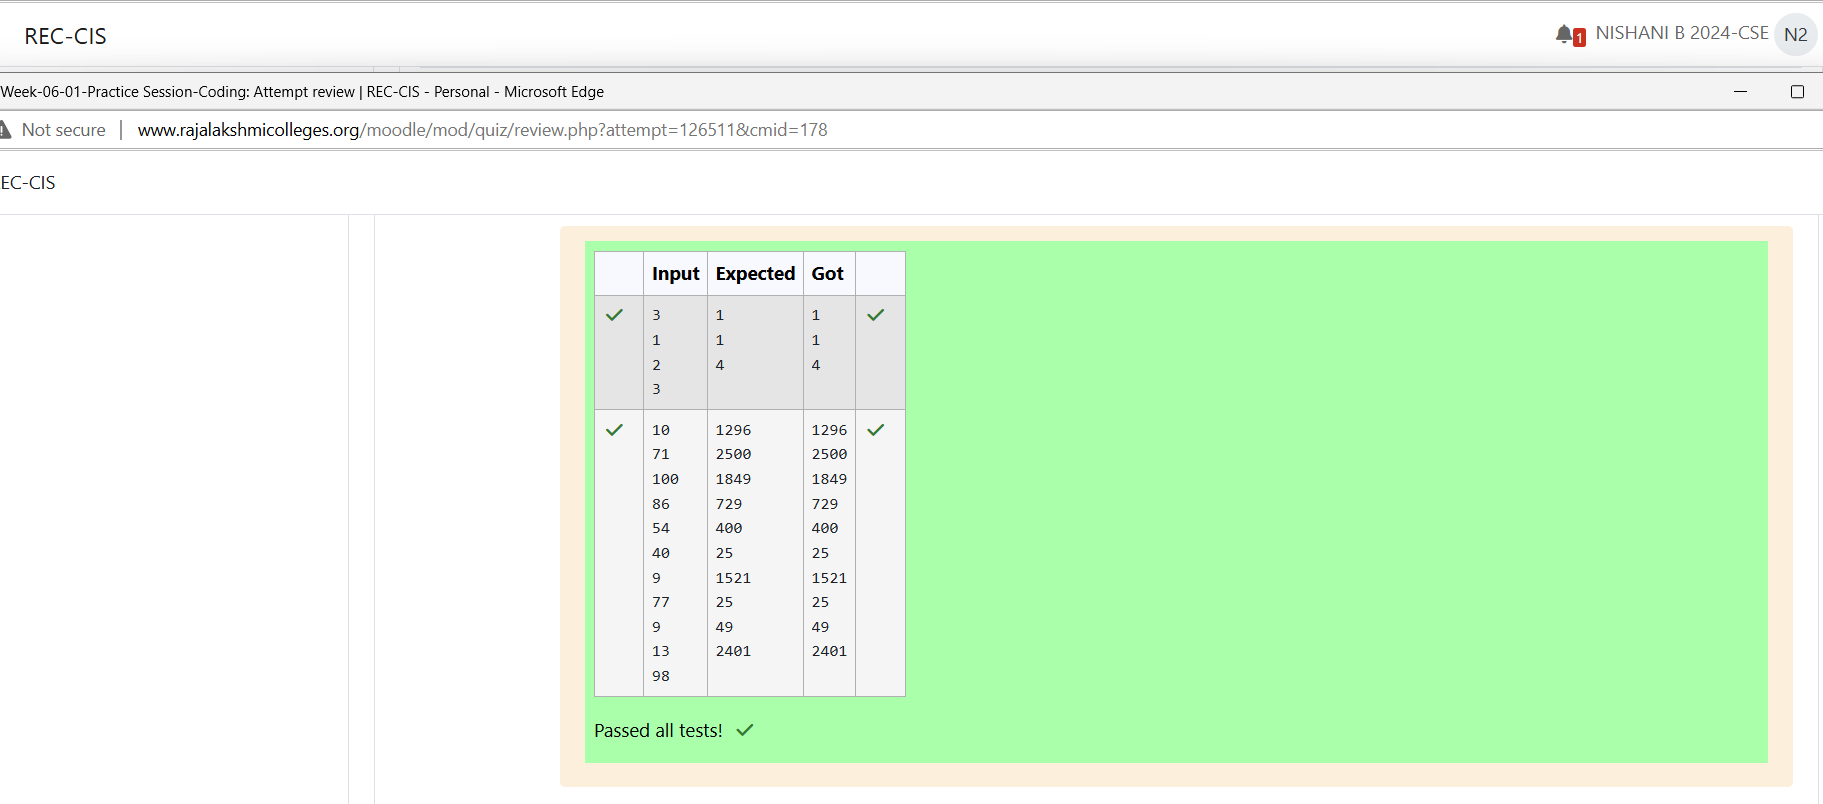 REC-CIS
1 NISHANI B 2024-CSE N2
Week-06-01-Practice Session-Coding: Attempt review | REC-CIS - Personal - Microsoft Edge
Not secure | www.rajalakshmicolleges.org/moodle/mod/quiz/review.php?attempt=126511&cmid=178
EC-CIS
Input Expected Got
3 1 1
1 1 1
2 4 4
3
10 1296 1296
71 2500 2500
100 1849 1849
86 729 729
54 400 400
40 25 25
9 1521 1521
77 25 25
9 49 49
13 2401 2401
98
Passed all tests!